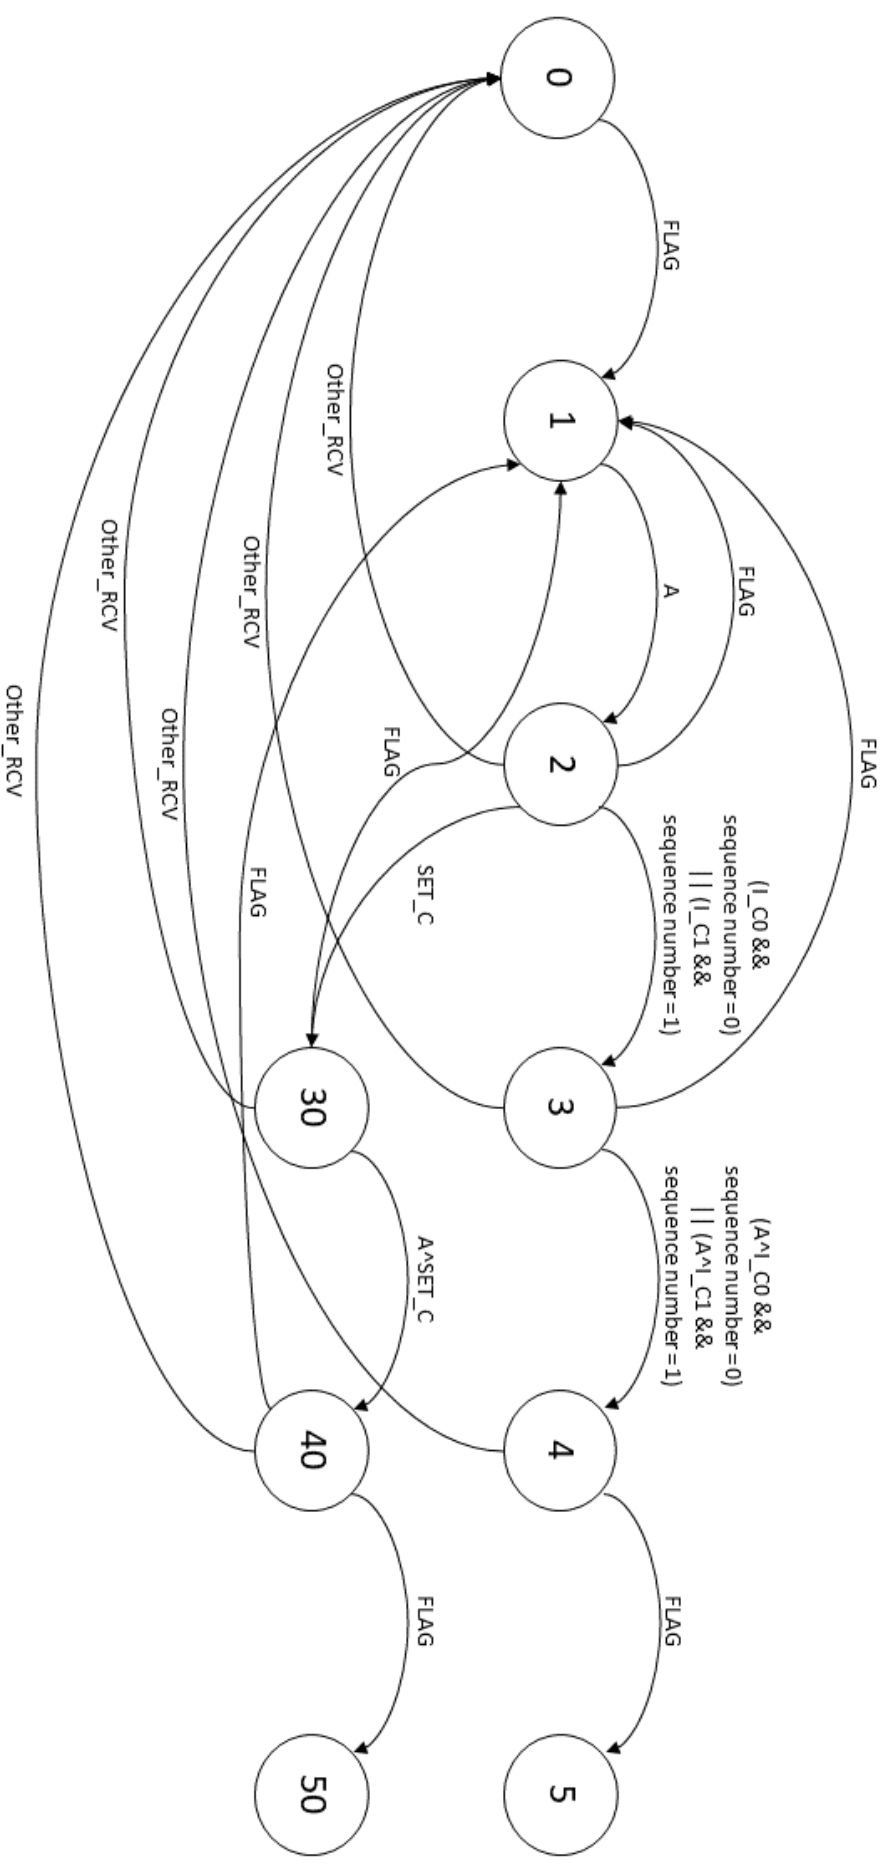 FLAG
FLAG
FLAG
A
(I_C0 &&
sequence number=0)
|| (I_C1 &&
sequence number=1)
(A^I_C0 &&
sequence number=0)
|| (A^I_C1 &&
sequence number=1)
FLAG
0
1
2
3
4
5
Other_RCV
FLAG
SET_C
A^SET_C
FLAG
Other_RCV
FLAG
30
40
50
Other_RCV
Other_RCV
Other_RCV